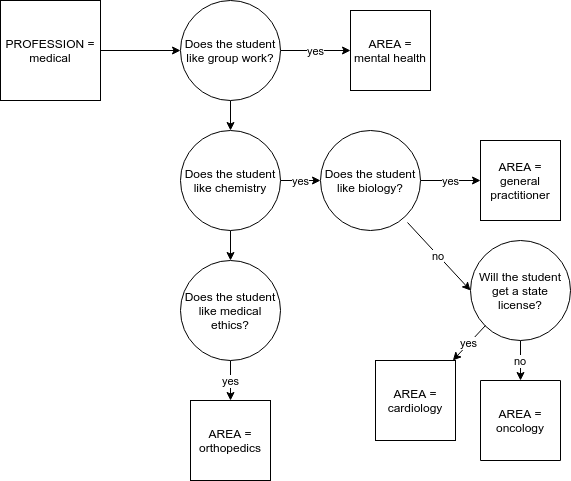 PROFESSION =
medical
Does the student
like group work?
yes
AREA =
mental health
Does the student
like chemistry
yes
Does the student
like biology?
yes
AREA =
general
practitioner
no
Will the student
get a state
license?
Does the student
like medical
ethics?
yes
no
yes
AREA =
cardiology
AREA =
oncology
AREA =
orthopedics